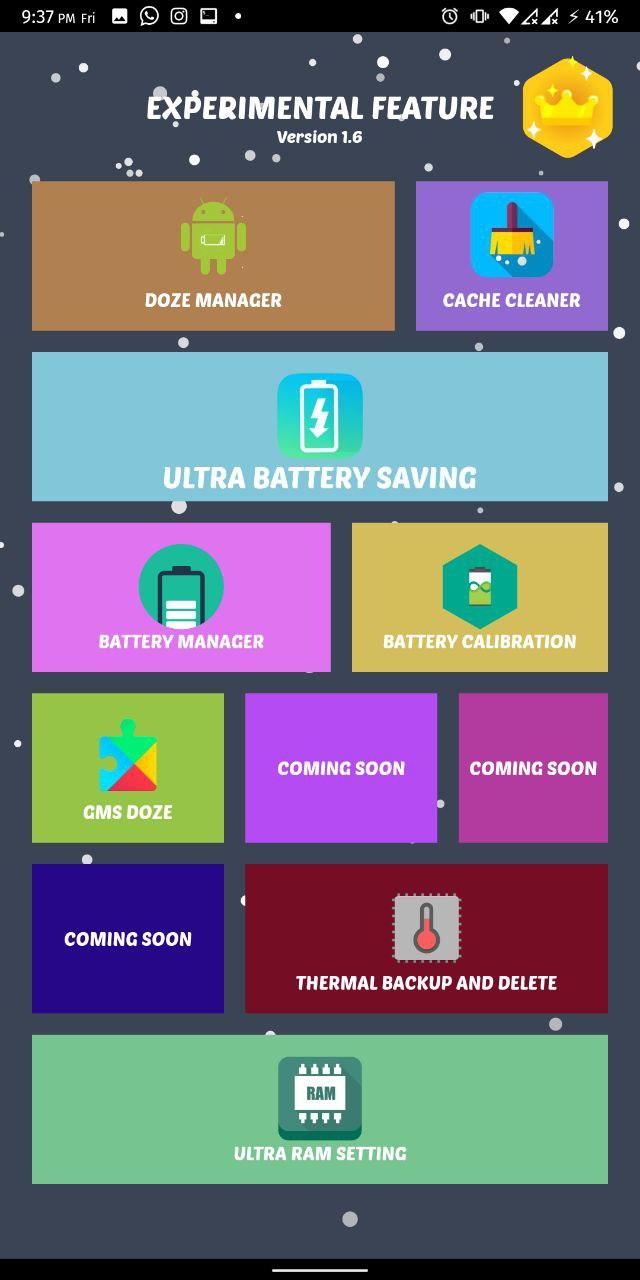 9:37 PM Fri
41%
EXPERIMENTAL FEATURE
Version 1.6
DOZE MANAGER
CACHE CLEANER
ULTRA BATTERY SAVING
BATTERY MANAGER
BATTERY CALIBRATION
GMS DOZE
COMING SOON
COMING SOON
COMING SOON
THERMAL BACKUP AND DELETE
RAM
ULTRA RAM SETTING